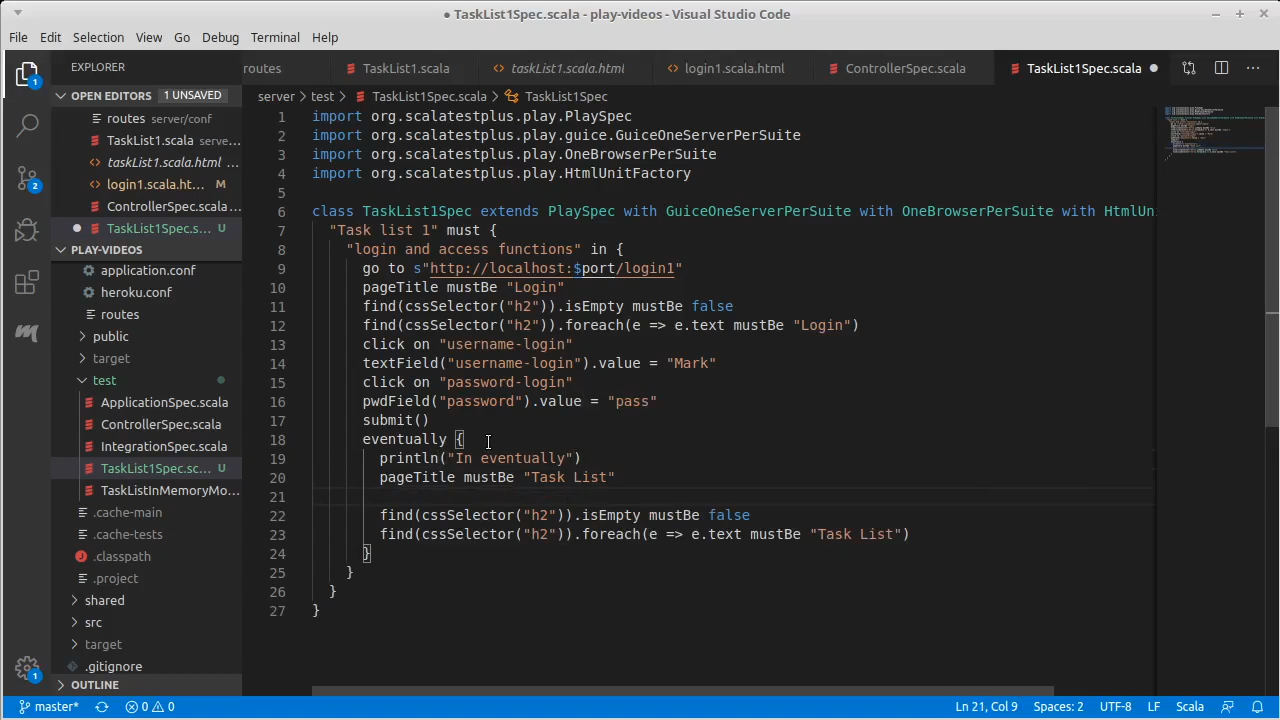 ● TaskList1Spec.scala - play-videos - Visual Studio Code
File Edit Selection View Go Debug Terminal Help
EXPLORER
routes TaskList1.scala taskList1.scala.html login1.scala.html ControllerSpec.scala TaskList1Spec.scala
OPEN EDITORS 1 UNSAVED
server › test › TaskList1Spec.scala › TaskList1Spec
routes server/conf
TaskList1.scala serve...
taskList1.scala.html ...
login1.scala.ht... M
ControllerSpec.scala...
TaskList1Spec.s... U
PLAY-VIDEOS
application.conf
heroku.conf
routes
public
target
test
ApplicationSpec.scala
ControllerSpec.scala
IntegrationSpec.scala
TaskList1Spec.sc... U
TaskListInMemoryMo...
.cache-main
.cache-tests
.classpath
.project
shared
src
target
.gitignore
OUTLINE
1 import org.scalatestplus.play.PlaySpec
2 import org.scalatestplus.play.guice.GuiceOneServerPerSuite
3 import org.scalatestplus.play.OneBrowserPerSuite
4 import org.scalatestplus.play.HtmlUnitFactory
5
6 class TaskList1Spec extends PlaySpec with GuiceOneServerPerSuite with OneBrowserPerSuite with HtmlUni
7 "Task list 1" must {
8 "login and access functions" in {
9 go to s"http://localhost:$port/login1"
10 pageTitle mustBe "Login"
11 find(cssSelector("h2")).isEmpty mustBe false
12 find(cssSelector("h2")).foreach(e => e.text mustBe "Login")
13 click on "username-login"
14 textField("username-login").value = "Mark"
15 click on "password-login"
16 pwdField("password").value = "pass"
17 submit()
18 eventually {
19 println("In eventually")
20 pageTitle mustBe "Task List"
21
22 find(cssSelector("h2")).isEmpty mustBe false
23 find(cssSelector("h2")).foreach(e => e.text mustBe "Task List")
24 }
25 }
26 }
27 }
1
2
1
master* 0 0 Ln 21, Col 9 Spaces: 2 UTF-8 LF Scala